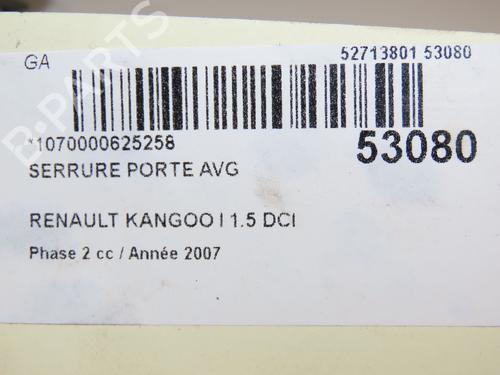 GA
52713801 53080
*1070000625258
53080
SERRURE PORTE AVG
RENAULT KANGOO I 1.5 DCI
Phase 2 cc / Année 2007
B-PARTS